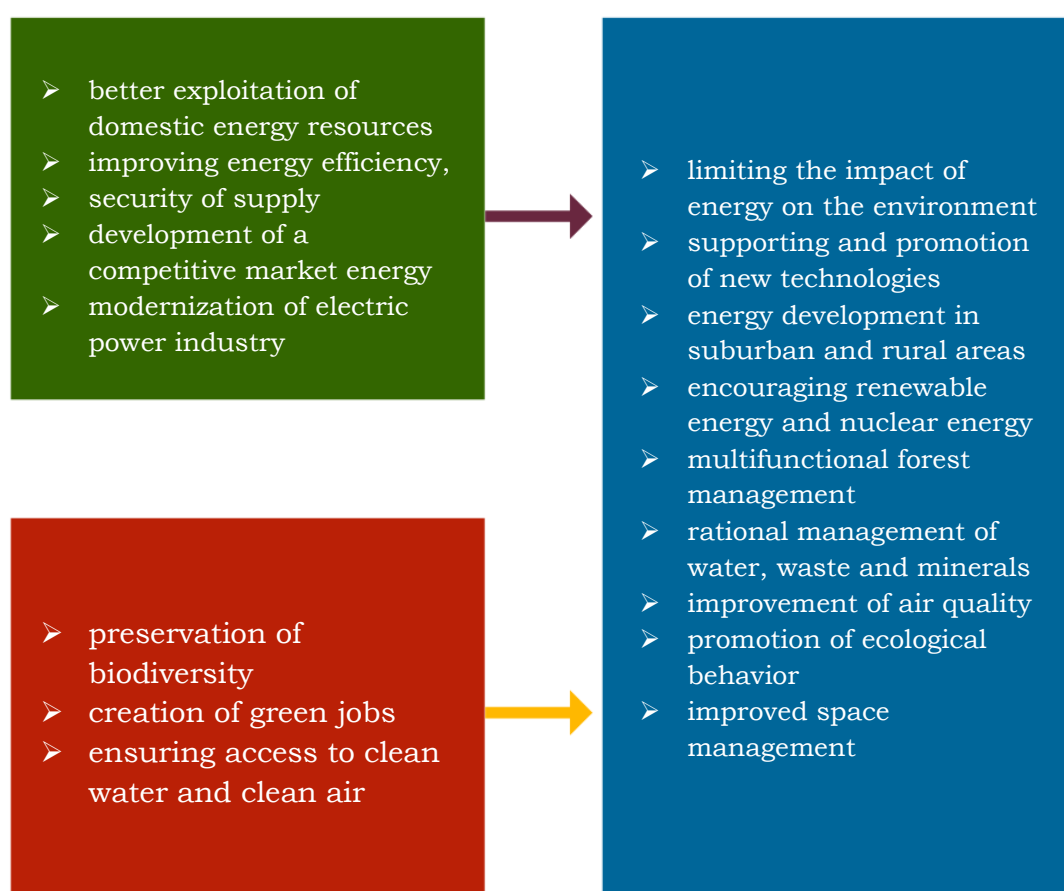 ➢ better exploitation of
domestic energy resources
➢ improving energy efficiency,
➢ security of supply
➢ development of a
competitive market energy
➢ modernization of electric
power industry
➢ preservation of
biodiversity
➢ creation of green jobs
➢ ensuring access to clean
water and clean air
➢ limiting the impact of
energy on the environment
➢ supporting and promotion
of new technologies
➢ energy development in
suburban and rural areas
➢ encouraging renewable
energy and nuclear energy
➢ multifunctional forest
management
➢ rational management of
water, waste and minerals
➢ improvement of air quality
➢ promotion of ecological
behavior
➢ improved space
management